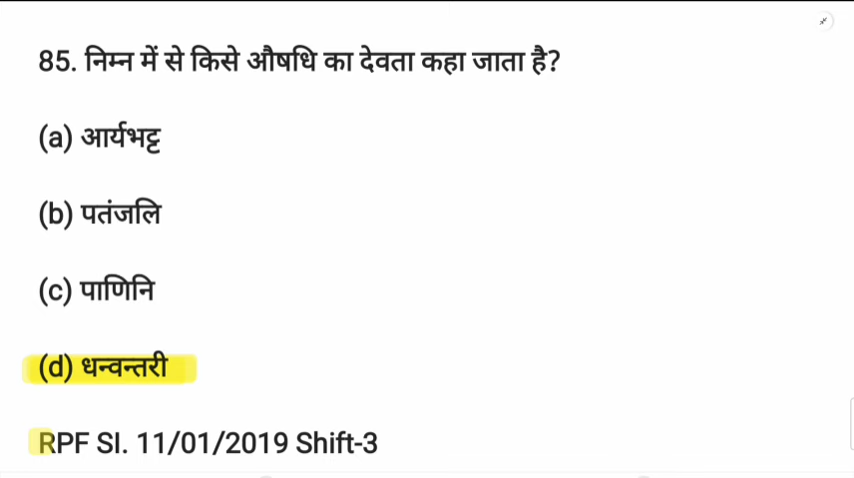 85. निम्न में से किसे औषधि का देवता कहा जाता है?
(a) आर्यभट्ट
(b) पतंजलि
(c) पाणिनि
(d) धन्वन्तरी
RPF SI. 11/01/2019 Shift-3